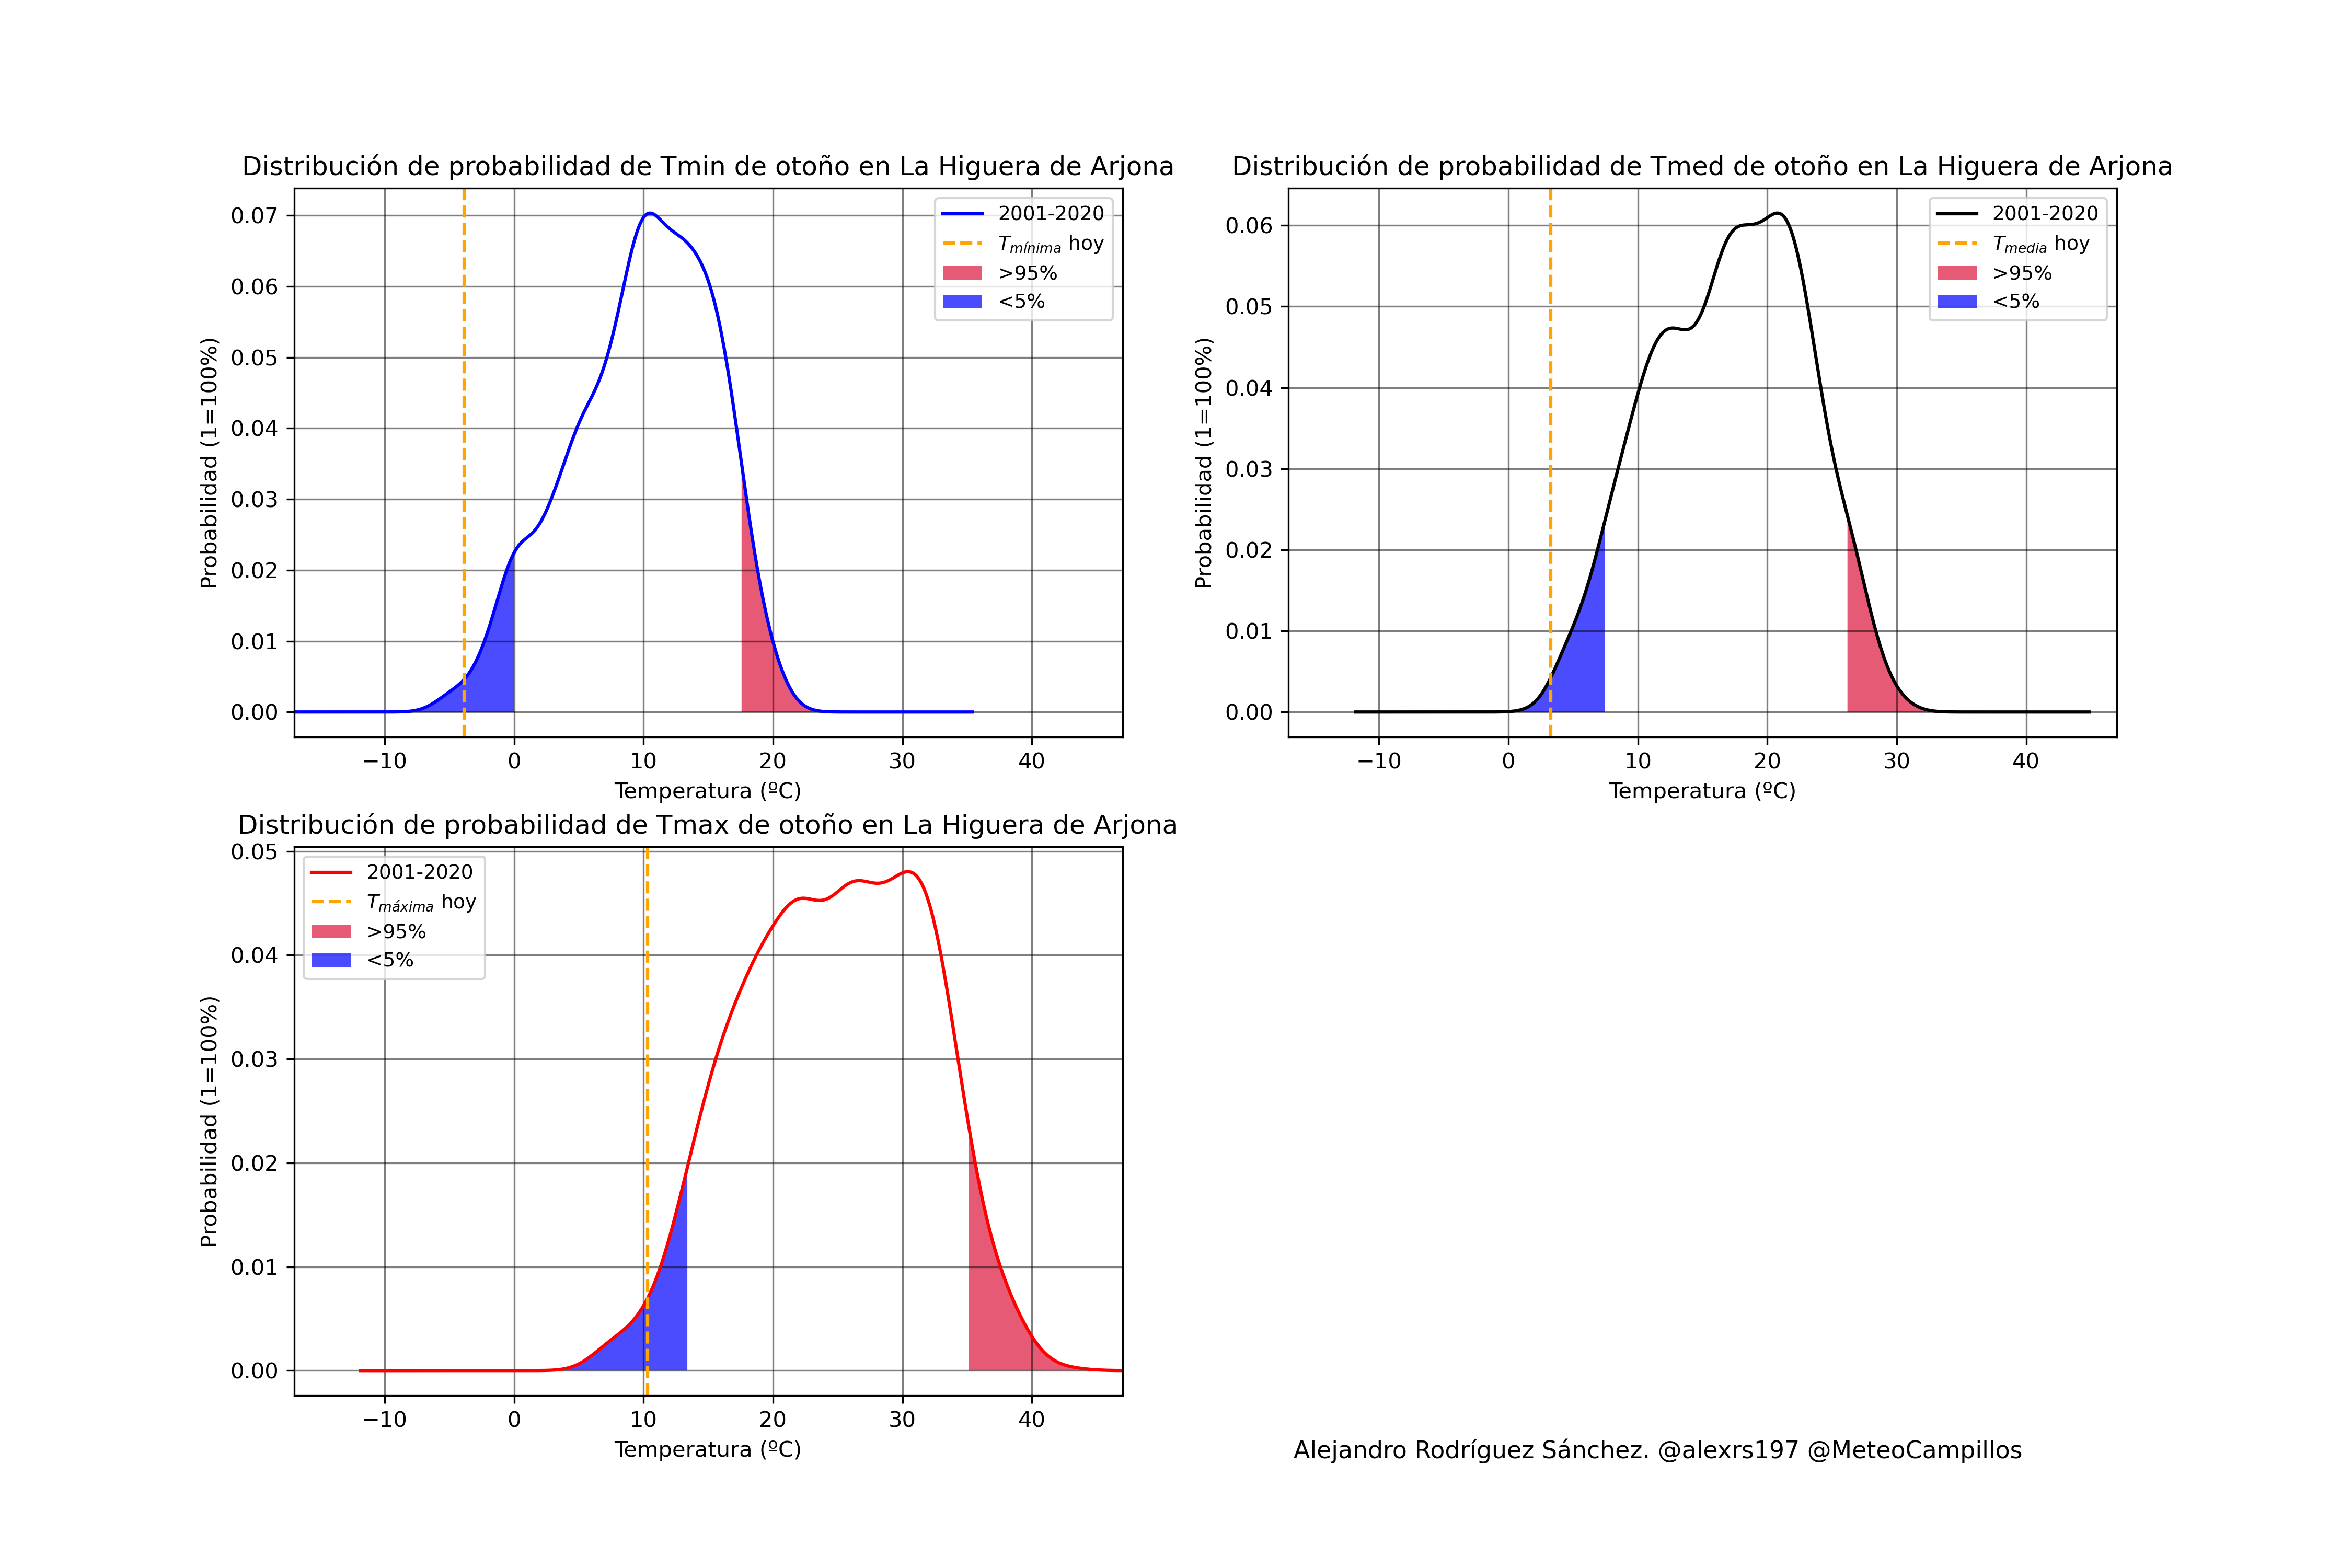 Distribución de probabilidad de Tmin de otoño en La Higuera de Arjona
Probabilidad (1=100%)
0.07
0.06
0.05
0.04
0.03
0.02
0.01
0.00
2001-2020
Tmínima hoy
>95%
<5%
−10 0 10 20 30 40
Temperatura (ºC)
Distribución de probabilidad de Tmed de otoño en La Higuera de Arjona
Probabilidad (1=100%)
0.06
0.05
0.04
0.03
0.02
0.01
0.00
2001-2020
Tmedia hoy
>95%
<5%
−10 0 10 20 30 40
Temperatura (ºC)
Distribución de probabilidad de Tmax de otoño en La Higuera de Arjona
Probabilidad (1=100%)
0.05
0.04
0.03
0.02
0.01
0.00
2001-2020
Tmáxima hoy
>95%
<5%
−10 0 10 20 30 40
Temperatura (ºC)
Alejandro Rodríguez Sánchez. @alexrs197 @MeteoCampillos